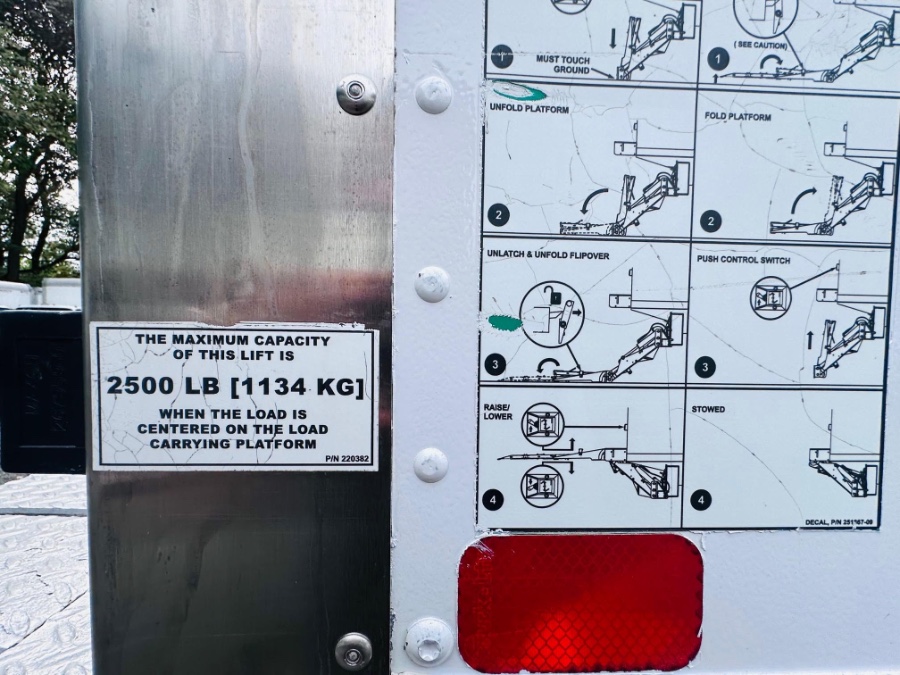 THE MAXIMUM CAPACITY
OF THIS LIFT IS
2500 LB [1134 KG]
WHEN THE LOAD IS
CENTERED ON THE LOAD
CARRYING PLATFORM
P/N 220382
1
MUST TOUCH
GROUND
1
( SEE CAUTION)
UNFOLD PLATFORM
2
FOLD PLATFORM
2
UNLATCH & UNFOLD FLIPOVER
3
PUSH CONTROL SWITCH
3
RAISE/
LOWER
4
STOWED
4
DECAL, P/N